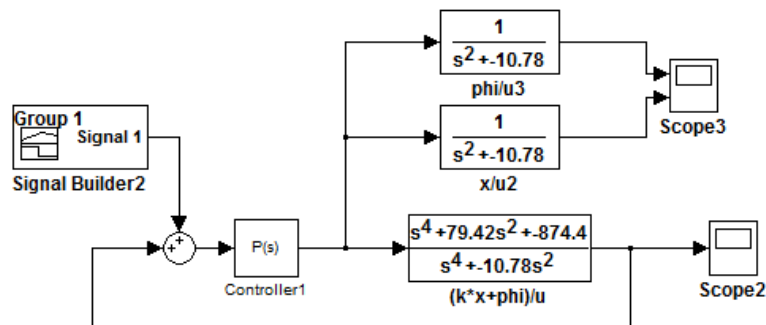 1
s²+-10.78
phi/u3
Scope3
Group 1
Signal 1
Signal Builder2
1
s²+-10.78
x/u2
+
+
P(s)
Controller1
s⁴+79.42s²+-874.4
s⁴+-10.78s²
(k*x+phi)/u
Scope2